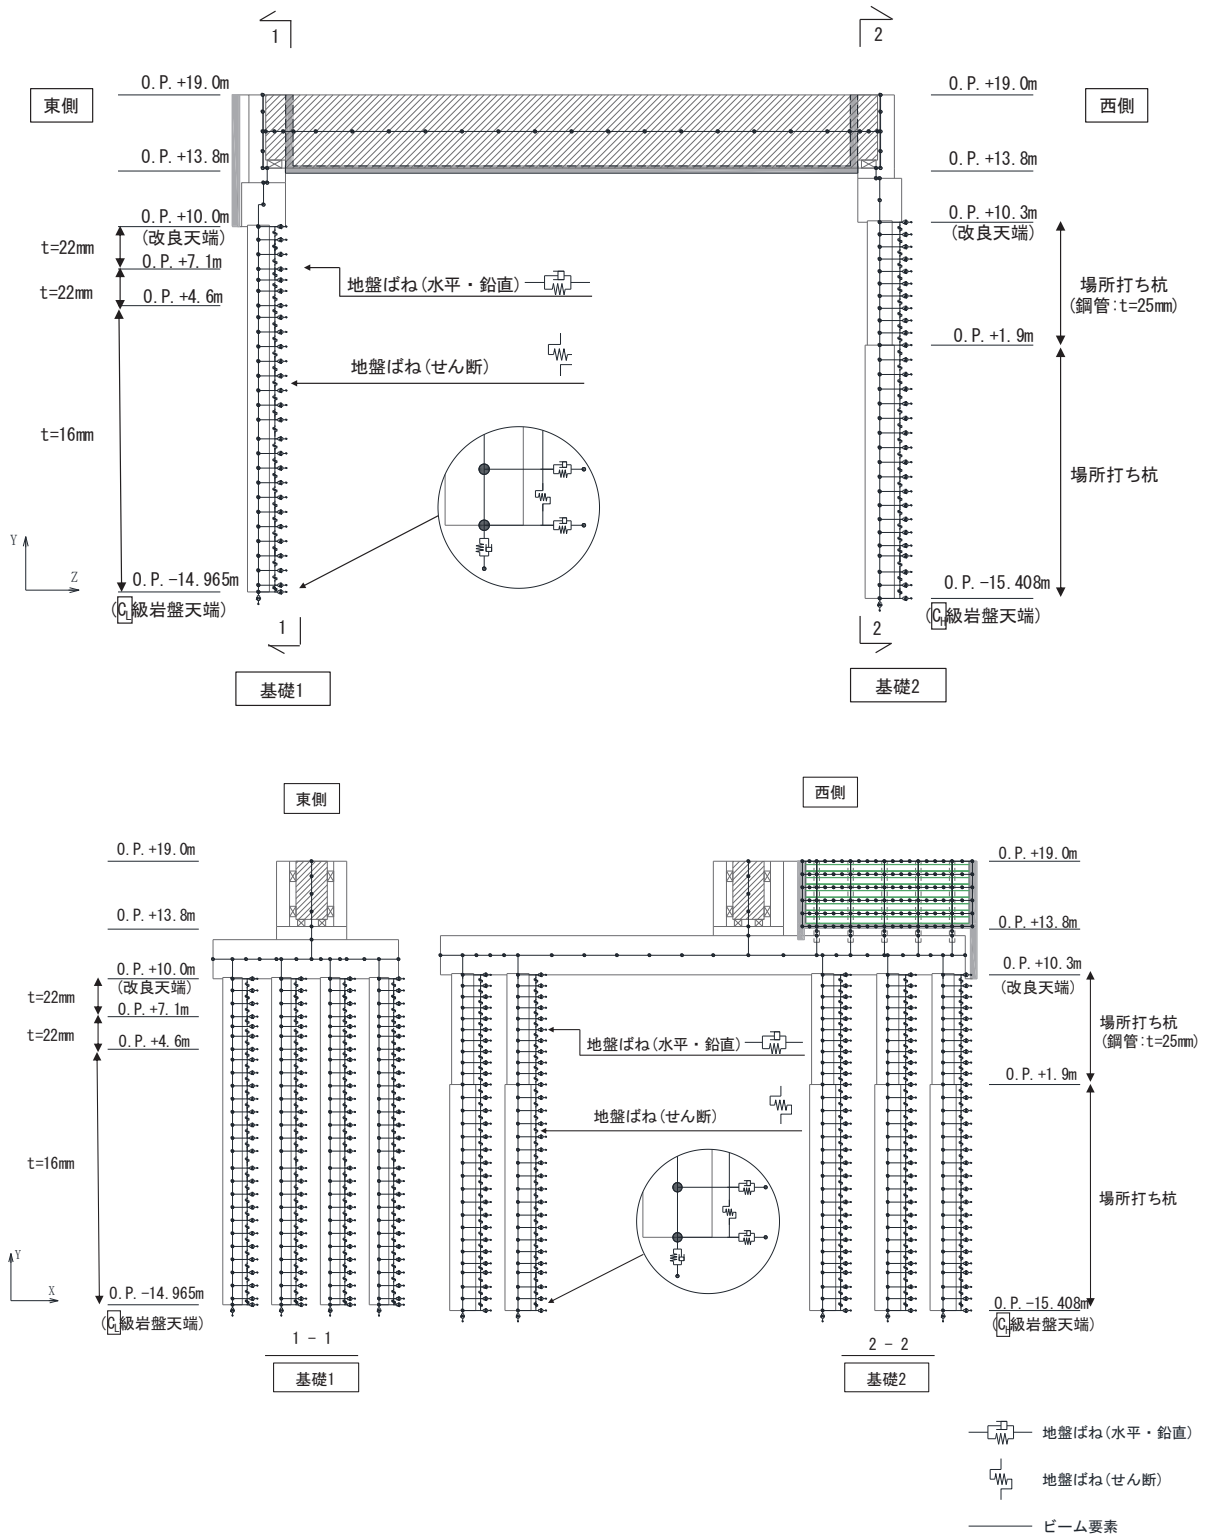 1
2
O.P.+19.0m
O.P.+19.0m
東側
西側
O.P.+13.8m
O.P.+13.8m
O.P.+10.0m
(改良天端)
O.P.+10.3m
(改良天端)
t=22mm
O.P.+7.1m
地盤ばね(水平・鉛直)
場所打ち杭
(鋼管:t=25mm)
t=22mm
O.P.+4.6m
O.P.+1.9m
地盤ばね(せん断)
t=16mm
場所打ち杭
Y
Z
O.P.-14.965m
(CL級岩盤天端)
O.P.-15.408m
(CH級岩盤天端)
1
2
基礎1
基礎2
東側
西側
O.P.+19.0m
O.P.+19.0m
O.P.+13.8m
O.P.+13.8m
O.P.+10.0m
(改良天端)
O.P.+10.3m
(改良天端)
t=22mm
O.P.+7.1m
場所打ち杭
(鋼管:t=25mm)
t=22mm
O.P.+4.6m
地盤ばね(水平・鉛直)
O.P.+1.9m
地盤ばね(せん断)
t=16mm
場所打ち杭
Y
X
O.P.-14.965m
(CL級岩盤天端)
O.P.-15.408m
(CH級岩盤天端)
1 - 1
基礎1
2 - 2
基礎2
地盤ばね(水平・鉛直)
地盤ばね(せん断)
ビーム要素